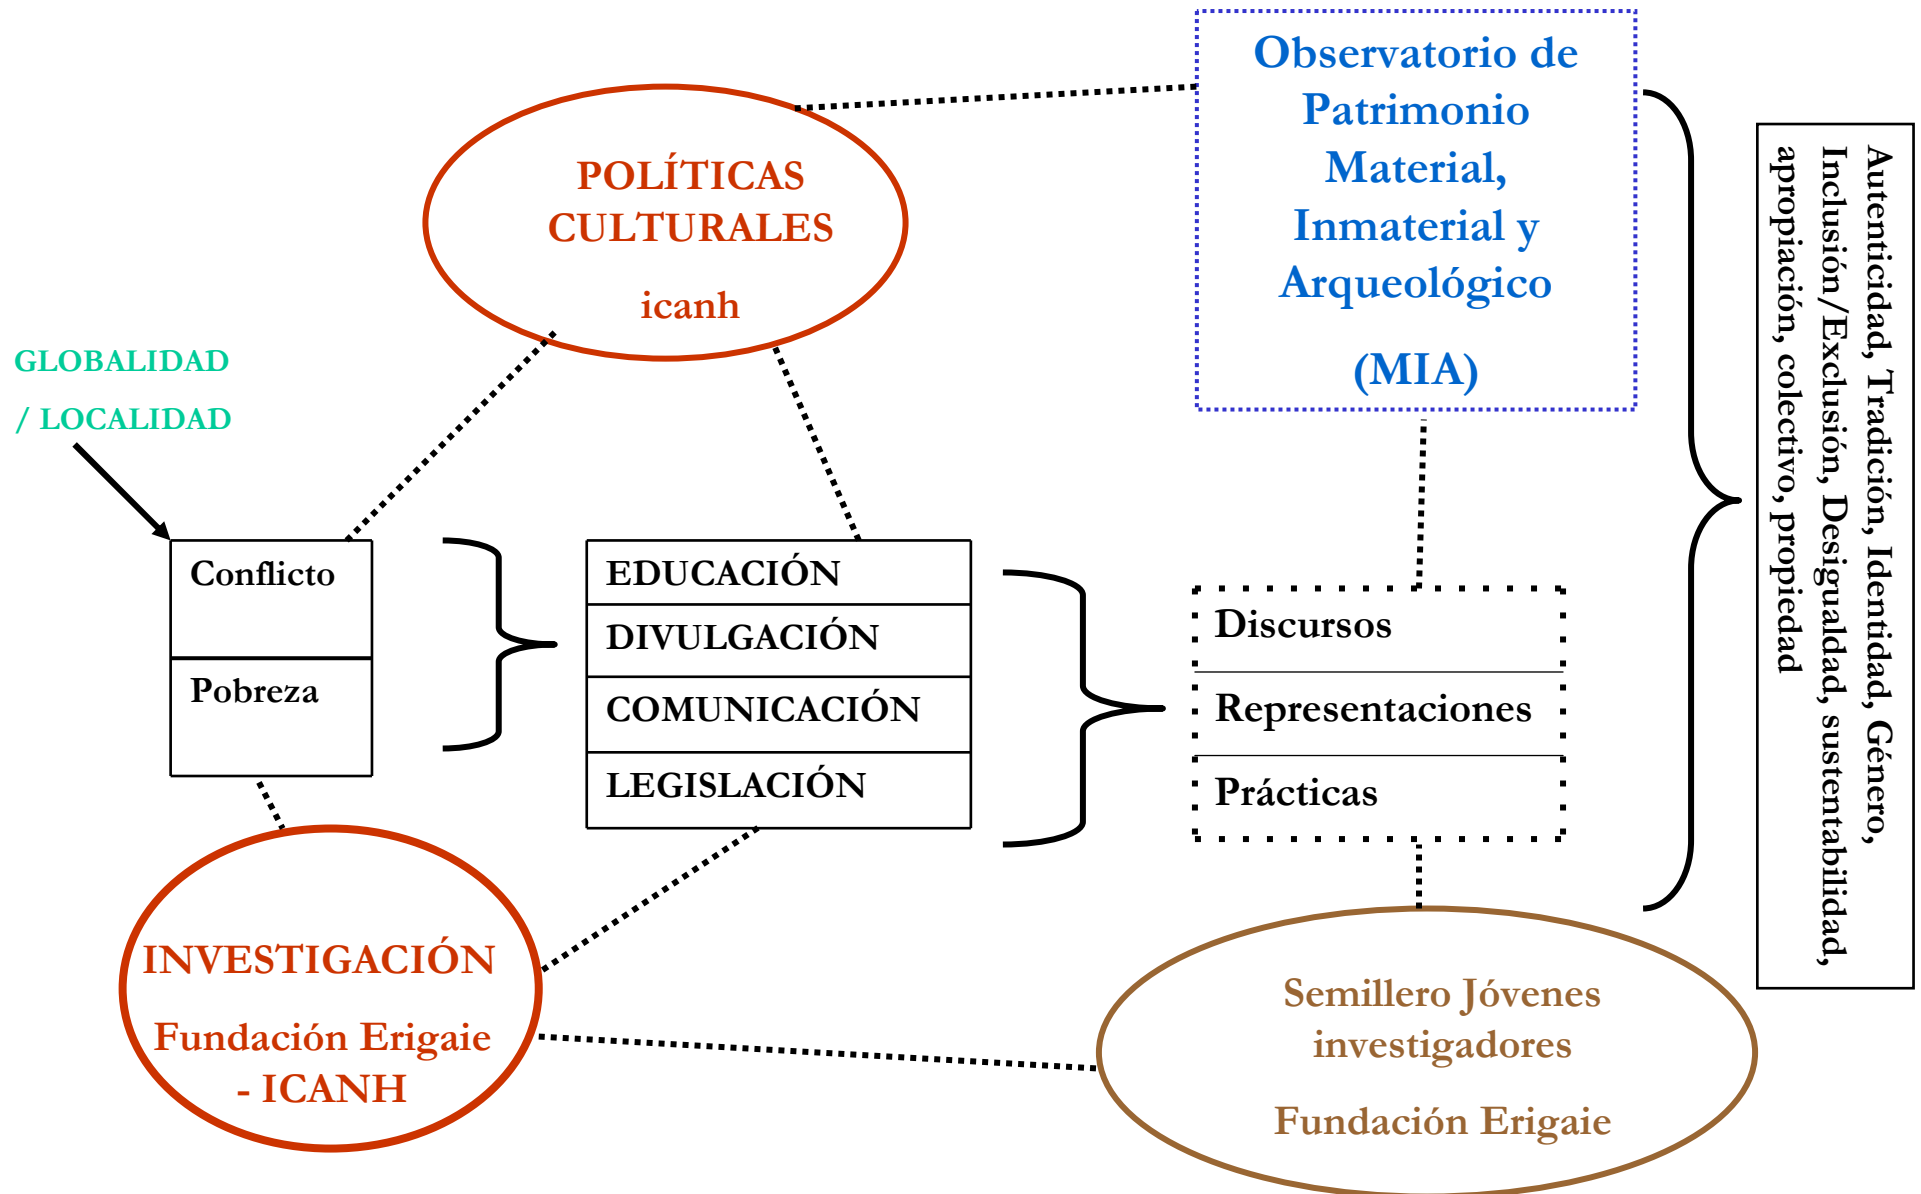 Observatorio de
Patrimonio
Material,
Inmaterial y
Arqueológico
(MIA)
POLÍTICAS
CULTURALES
icanh
GLOBALIDAD
/ LOCALIDAD
Conflicto
Pobreza
EDUCACIÓN
DIVULGACIÓN
COMUNICACIÓN
LEGISLACIÓN
Discursos
Representaciones
Prácticas
Autenticidad, Tradición, Identidad, Género,
Inclusión/Exclusión, Desigualdad, sustentabilidad,
apropiación, colectivo, propiedad
INVESTIGACIÓN
Fundación Erigaie
- ICANH
Semillero Jóvenes
investigadores
Fundación Erigaie